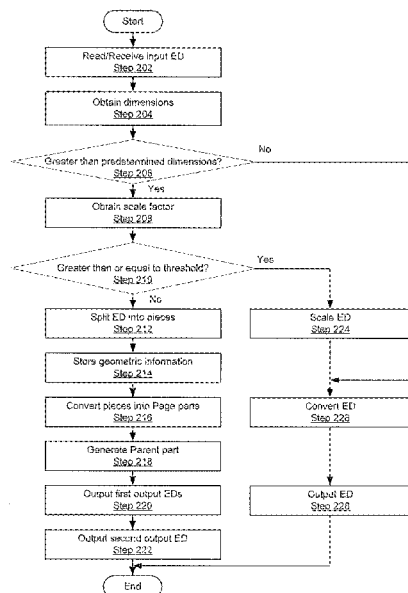 Start
Read/Receive input ED
Step 202
Obtain dimensions
Step 204
No
Greater than predetermined dimensions?
Step 206
Yes
Obtain scale factor
Step 208
Yes
Greater than or equal to threshold?
Step 210
No
Split ED into pieces
Step 212
Scale ED
Step 224
Store geometric information
Step 214
Convert pieces into Page parts
Step 216
Convert ED
Step 226
Generate Parent part
Step 218
Output first output EDs
Step 220
Output ED
Step 228
Output second output ED
Step 222
End